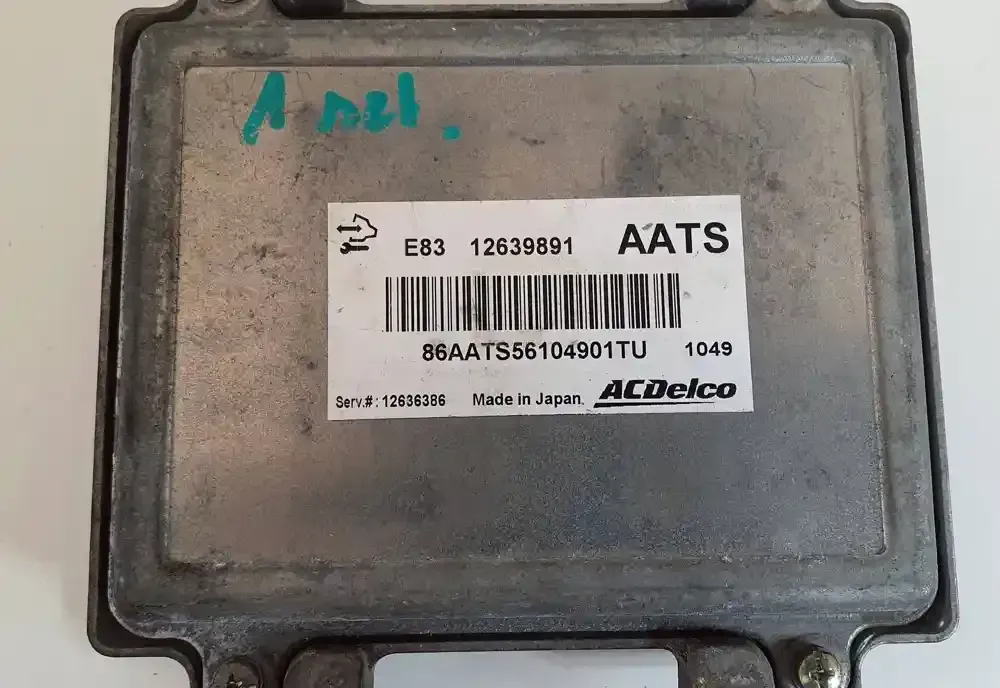 E83 12639891 AATS
86AATS56104901TU 1049
Serv.#: 12636386 Made in Japan. ACDelco